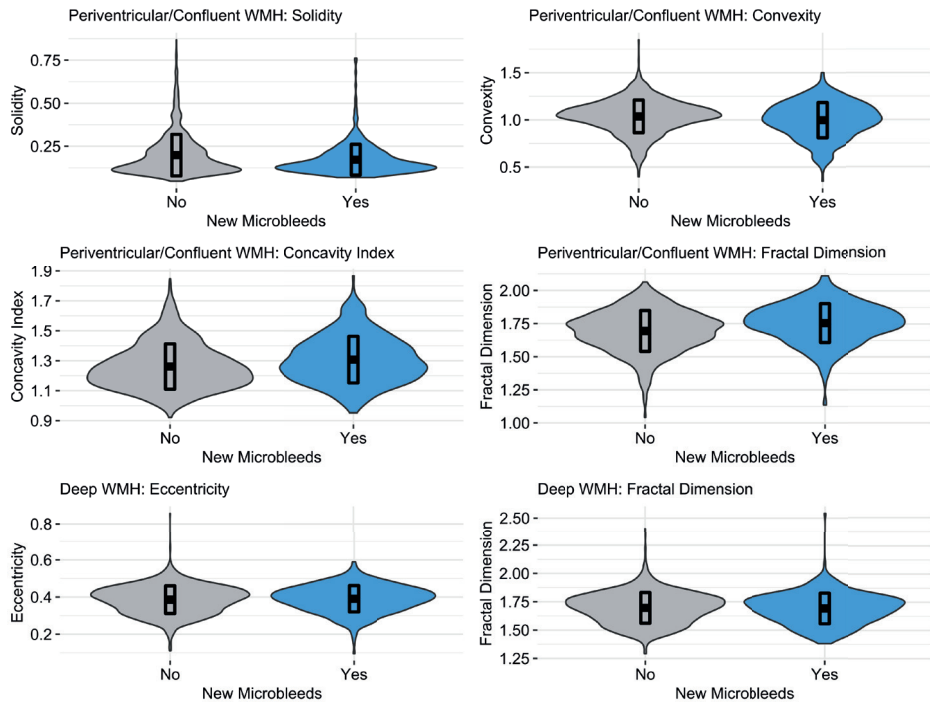 Periventricular/Confluent WMH: Solidity
Solidity
0.75
0.50
0.25
No
Yes
New Microbleeds
Periventricular/Confluent WMH: Convexity
Convexity
1.5
1.0
0.5
No
Yes
New Microbleeds
Periventricular/Confluent WMH: Concavity Index
Concavity Index
1.9
1.7
1.5
1.3
1.1
0.9
No
Yes
New Microbleeds
Periventricular/Confluent WMH: Fractal Dimension
Fractal Dimension
2.00
1.75
1.50
1.25
1.00
No
Yes
New Microbleeds
Deep WMH: Eccentricity
Eccentricity
0.8
0.6
0.4
0.2
No
Yes
New Microbleeds
Deep WMH: Fractal Dimension
Fractal Dimension
2.50
2.25
2.00
1.75
1.50
1.25
No
Yes
New Microbleeds